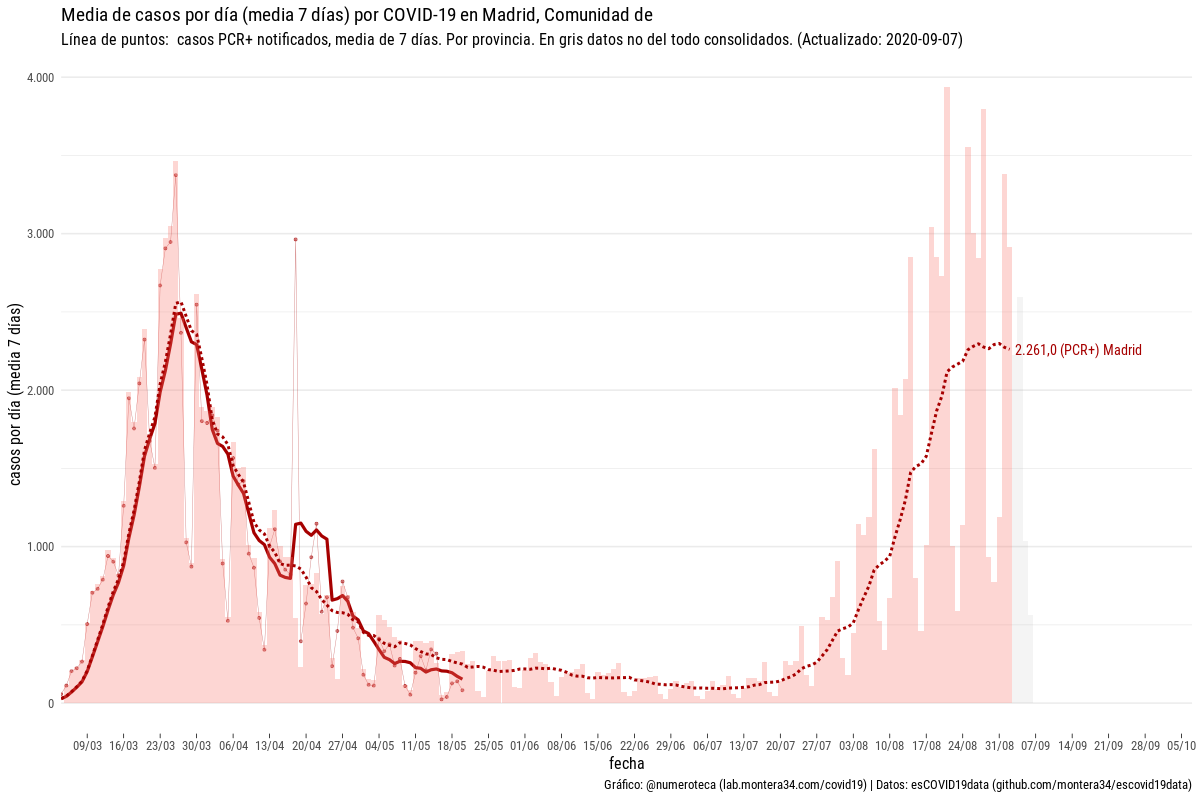 Media de casos por día (media 7 días) por COVID-19 en Madrid, Comunidad de
Línea de puntos:  casos PCR+ notificados, media de 7 días. Por provincia. En gris datos no del todo consolidados. (Actualizado: 2020-09-07)
casos por día (media 7 días)
4.000
3.000
2.000
1.000
0
2.261,0 (PCR+) Madrid
09/03 16/03 23/03 30/03 06/04 13/04 20/04 27/04 04/05 11/05 18/05 25/05 01/06 08/06 15/06 22/06 29/06 06/07 13/07 20/07 27/07 03/08 10/08 17/08 24/08 31/08 07/09 14/09 21/09 28/09 05/10
fecha
Gráfico: @numeroteca (lab.montera34.com/covid19) | Datos: esCOVID19data (github.com/montera34/escovid19data)